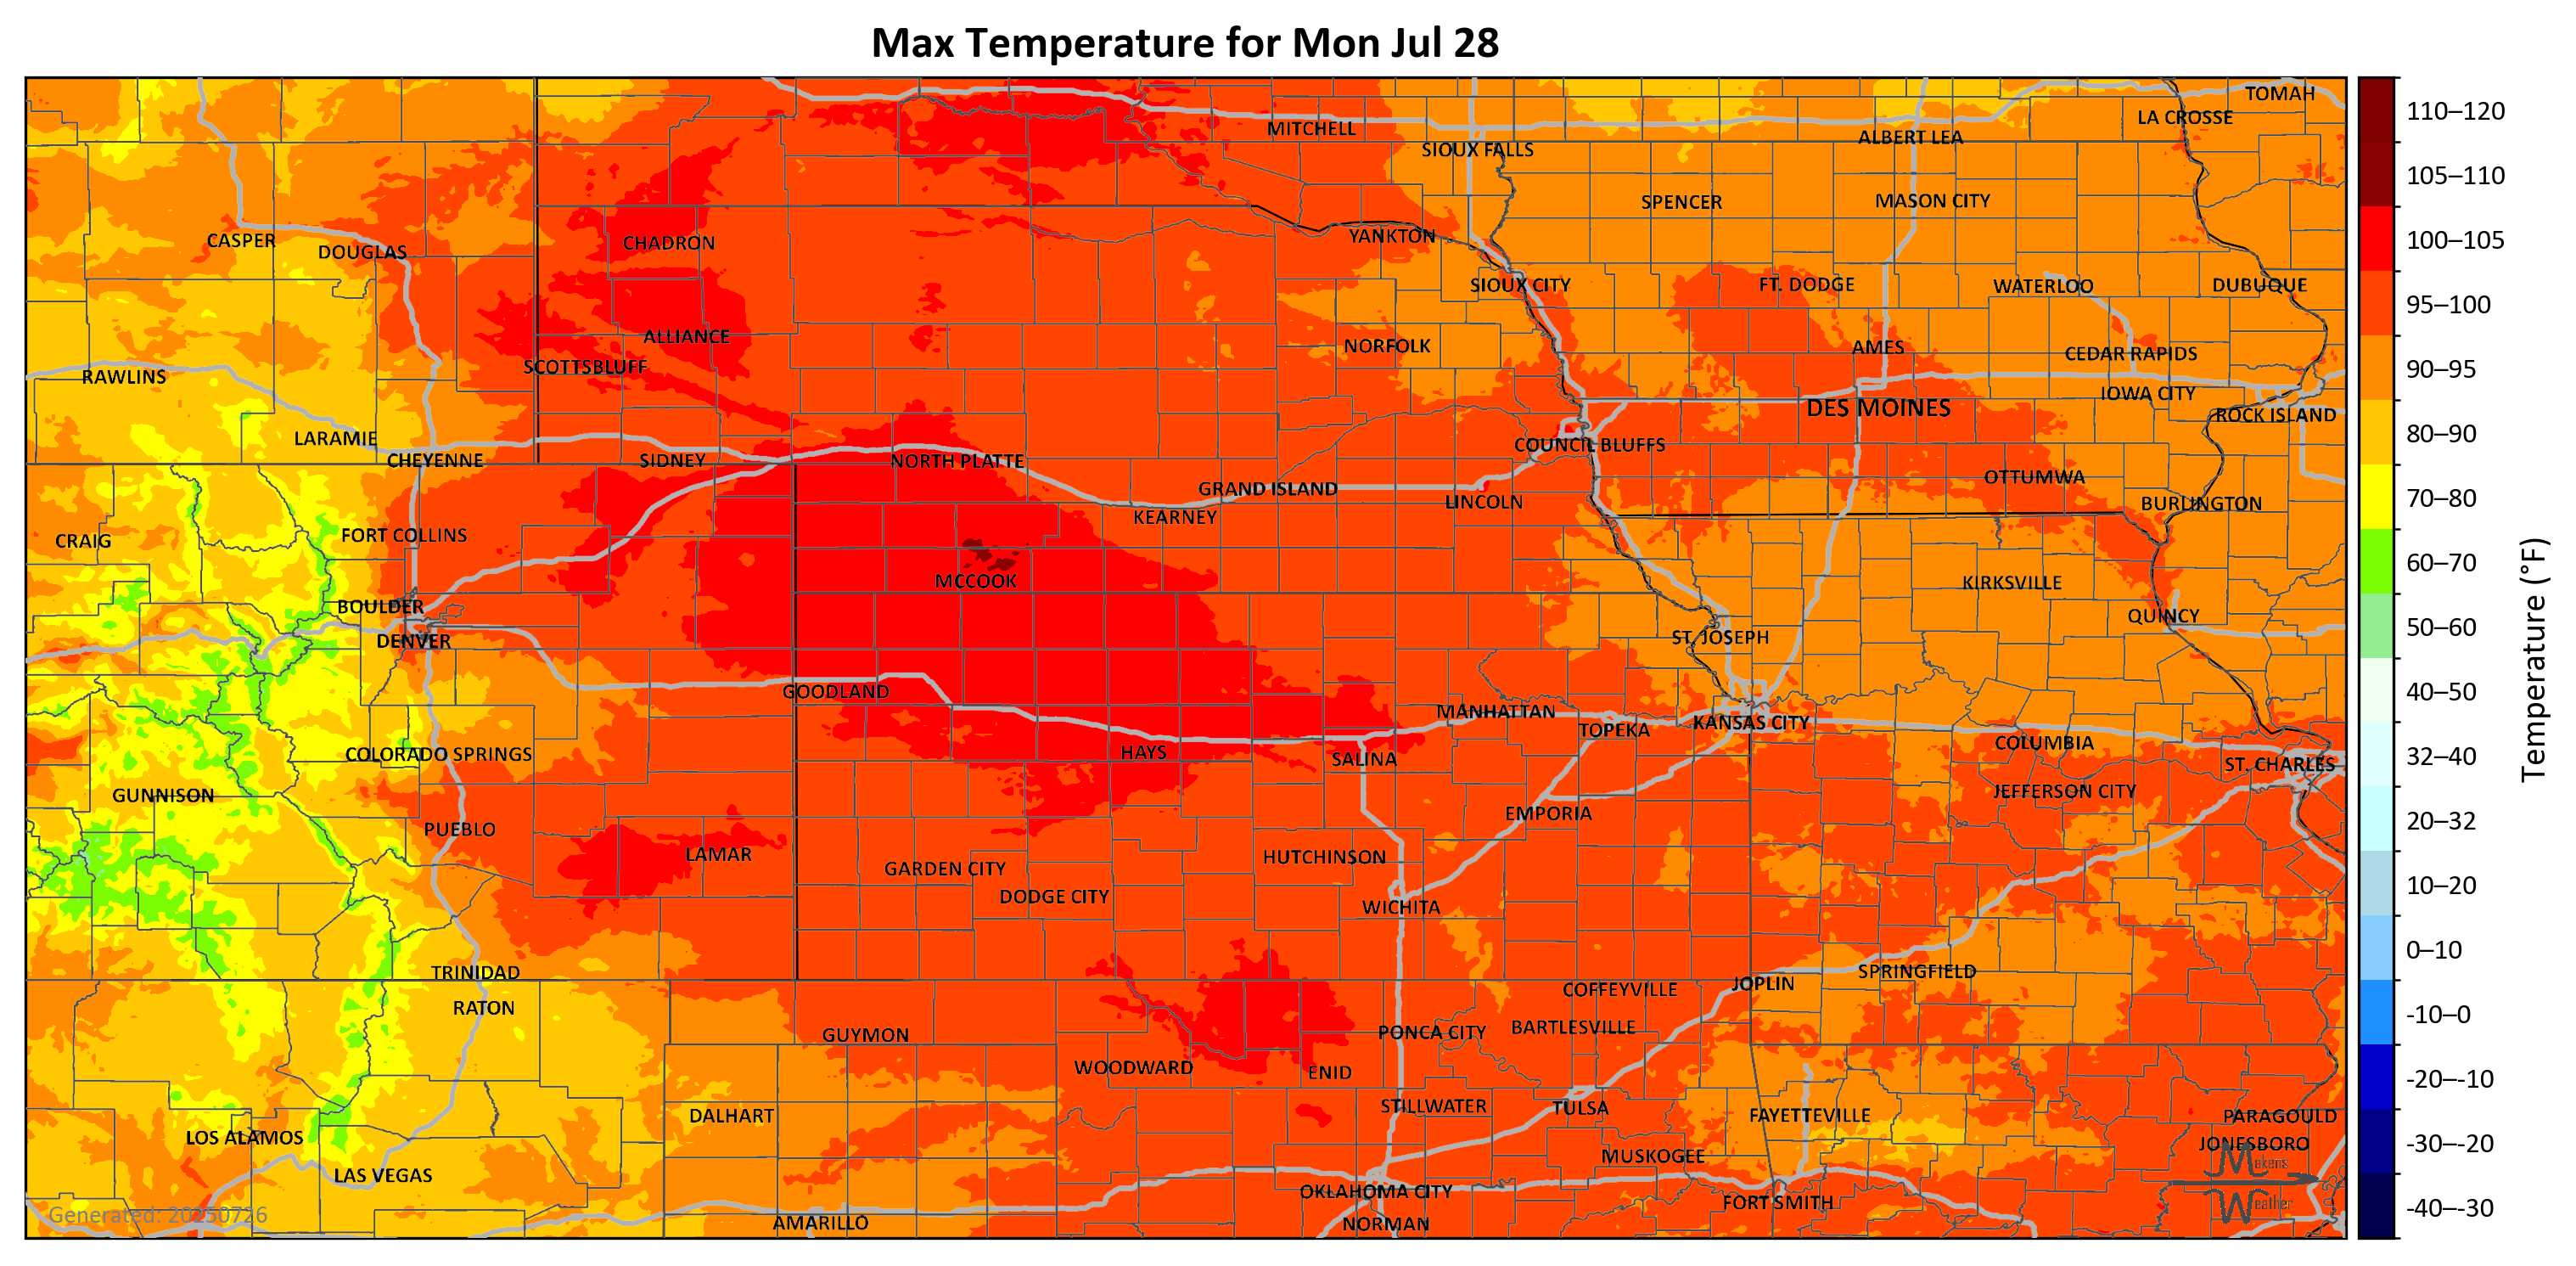 Max Temperature for Mon Jul 28
TOMAH
LA CROSSE
MITCHELL
ALBERT LEA
SIOUX FALLS
SPENCER
MASON CITY
YANKTON
CASPER
CHADRON
DOUGLAS
SIOUX CITY
FT. DODGE
WATERLOO
DUBUQUE
ALLIANCE
NORFOLK
AMES
CEDAR RAPIDS
SCOTTSBLUFF
RAWLINS
IOWA CITY
DES MOINES
ROCK ISLAND
LARAMIE
COUNCIL BLUFFS
CHEYENNE
SIDNEY
NORTH PLATTE
OTTUMWA
GRAND ISLAND
LINCOLN
BURLINGTON
KEARNEY
FORT COLLINS
CRAIG
MCCOOK
KIRKSVILLE
BOULDER
QUINCY
DENVER
ST. JOSEPH
GOODLAND
MANHATTAN
KANSAS CITY
TOPEKA
COLUMBIA
COLORADO SPRINGS
HAYS
SALINA
ST. CHARLES
GUNNISON
JEFFERSON CITY
EMPORIA
PUEBLO
LAMAR
HUTCHINSON
GARDEN CITY
DODGE CITY
WICHITA
TRINIDAD
SPRINGFIELD
JOPLIN
COFFEYVILLE
RATON
BARTLESVILLE
PONCA CITY
GUYMON
WOODWARD
ENID
STILLWATER
TULSA
DALHART
FAYETTEVILLE
PARAGOULD
LOS ALAMOS
JONESBORO
MUSKOGEE
LAS VEGAS
OKLAHOMA CITY
FORT SMITH
AMARILLO
NORMAN
Generated: 20250726
Makens
Weather
110–120
105–110
100–105
95–100
90–95
80–90
70–80
60–70
50–60
40–50
32–40
20–32
10–20
0–10
-10–0
-20–-10
-30–-20
-40–-30
Temperature (°F)